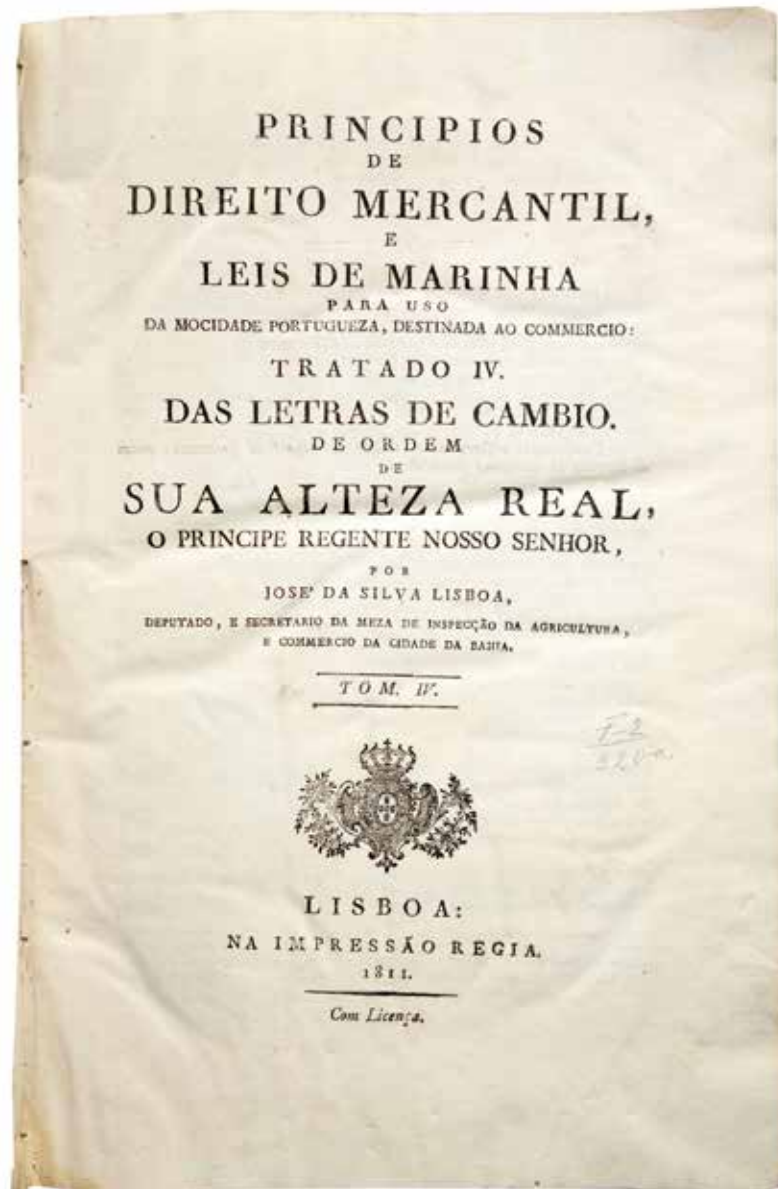 PRINCIPIOS
DE
DIREITO MERCANTIL,
E
LEIS DE MARINHA
PARA USO
DA MOCIDADE PORTUGUEZA, DESTINADA AO COMMERCIO:
TRATADO IV.
DAS LETRAS DE CAMBIO.
DE ORDEM
DE
SUA ALTEZA REAL,
O PRINCIPE REGENTE NOSSO SENHOR,
POR
JOSE' DA SILVA LISBOA,
DEPUTADO, E SECRETARIO DA MEZA DE INSPECÇÃO DA AGRICULTURA,
E COMMERCIO DA CIDADE DA BAHIA.
TOM. IV.
LISBOA:
NA IMPRESSÃO REGIA.
1811.
Com Licença.